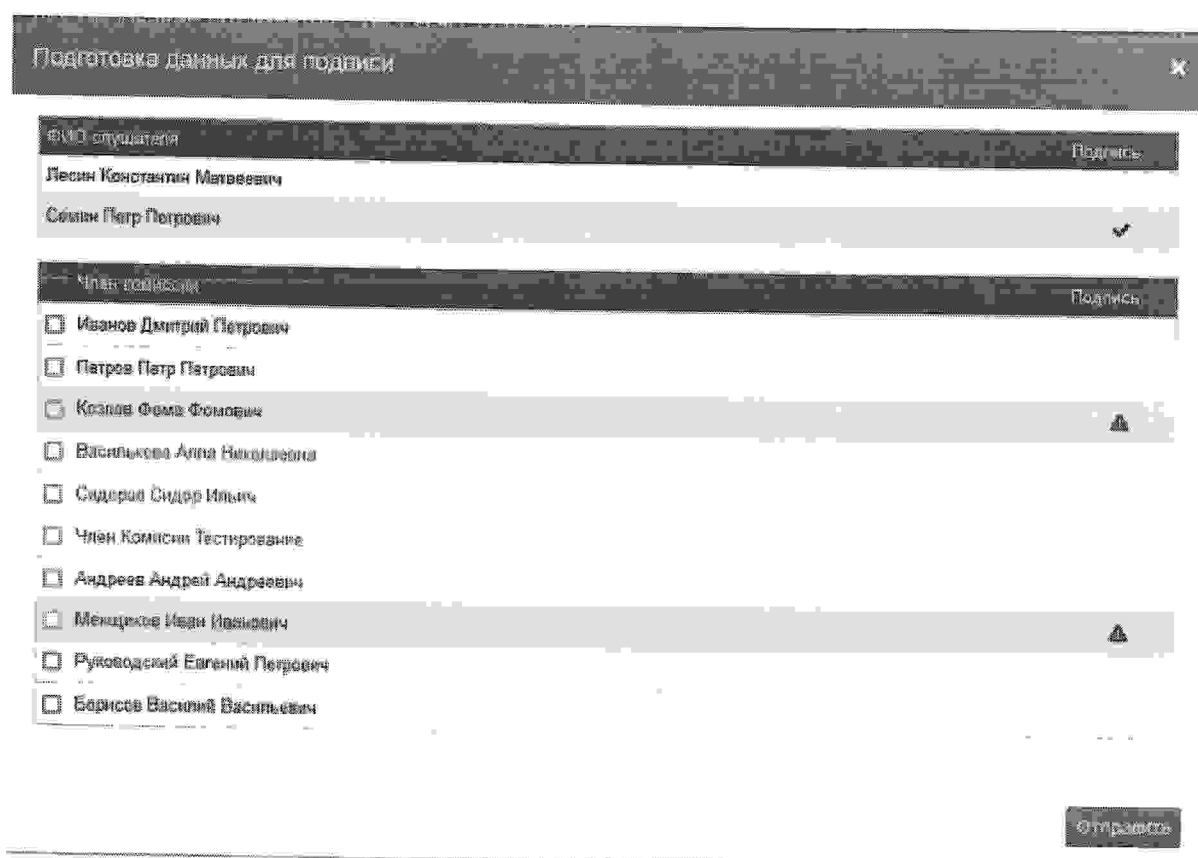 Подготовка данных для подписи
ФИО слушателя Подпись
Лесин Константин Матвеевич
Семин Петр Петрович
Член комиссии Подпись
Иванов Дмитрий Петрович
Петров Петр Петрович
Козлов Фома Фомович
Василькова Алла Николаевна
Сидоров Сидор Ильич
Член Комиссии Тестирование
Андреев Андрей Андреевич
Менщиков Иван Иванович
Руководский Евгений Петрович
Борисов Василий Васильевич
Отправить